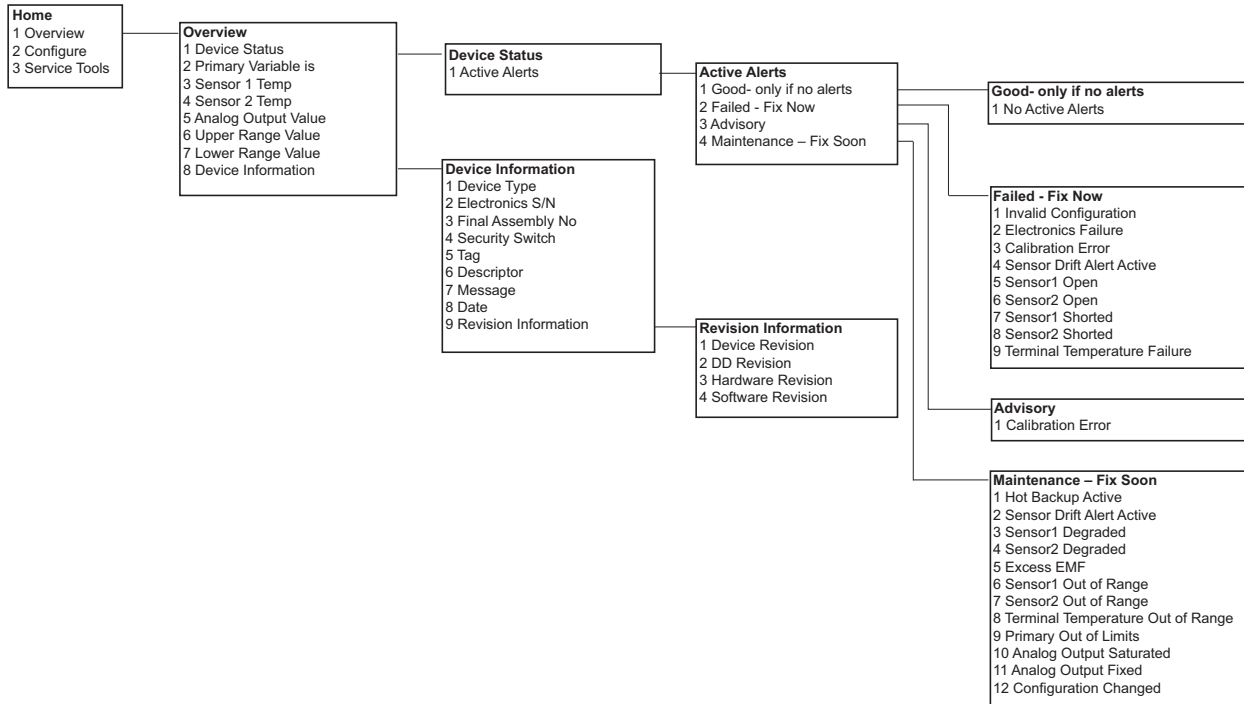 Home
1 Overview
2 Configure
3 Service Tools
Overview
1 Device Status
2 Primary Variable is
3 Sensor 1 Temp
4 Sensor 2 Temp
5 Analog Output Value
6 Upper Range Value
7 Lower Range Value
8 Device Information
Device Status
1 Active Alerts
Device Information
1 Device Type
2 Electronics S/N
3 Final Assembly No
4 Security Switch
5 Tag
6 Descriptor
7 Message
8 Date
9 Revision Information
Active Alerts
1 Good- only if no alerts
2 Failed - Fix Now
3 Advisory
4 Maintenance – Fix Soon
Revision Information
1 Device Revision
2 DD Revision
3 Hardware Revision
4 Software Revision
Good- only if no alerts
1 No Active Alerts
Failed - Fix Now
1 Invalid Configuration
2 Electronics Failure
3 Calibration Error
4 Sensor Drift Alert Active
5 Sensor1 Open
6 Sensor2 Open
7 Sensor1 Shorted
8 Sensor2 Shorted
9 Terminal Temperature Failure
Advisory
1 Calibration Error
Maintenance – Fix Soon
1 Hot Backup Active
2 Sensor Drift Alert Active
3 Sensor1 Degraded
4 Sensor2 Degraded
5 Excess EMF
6 Sensor1 Out of Range
7 Sensor2 Out of Range
8 Terminal Temperature Out of Range
9 Primary Out of Limits
10 Analog Output Saturated
11 Analog Output Fixed
12 Configuration Changed